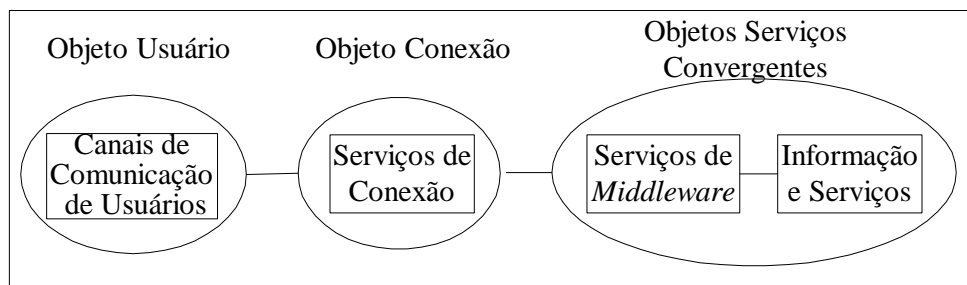 Objeto Usuário
Objeto Conexão
Objetos Serviços
Convergentes
Canais de
Comunicação
de Usuários
Serviços de
Conexão
Serviços de
Middleware
Informação
e Serviços